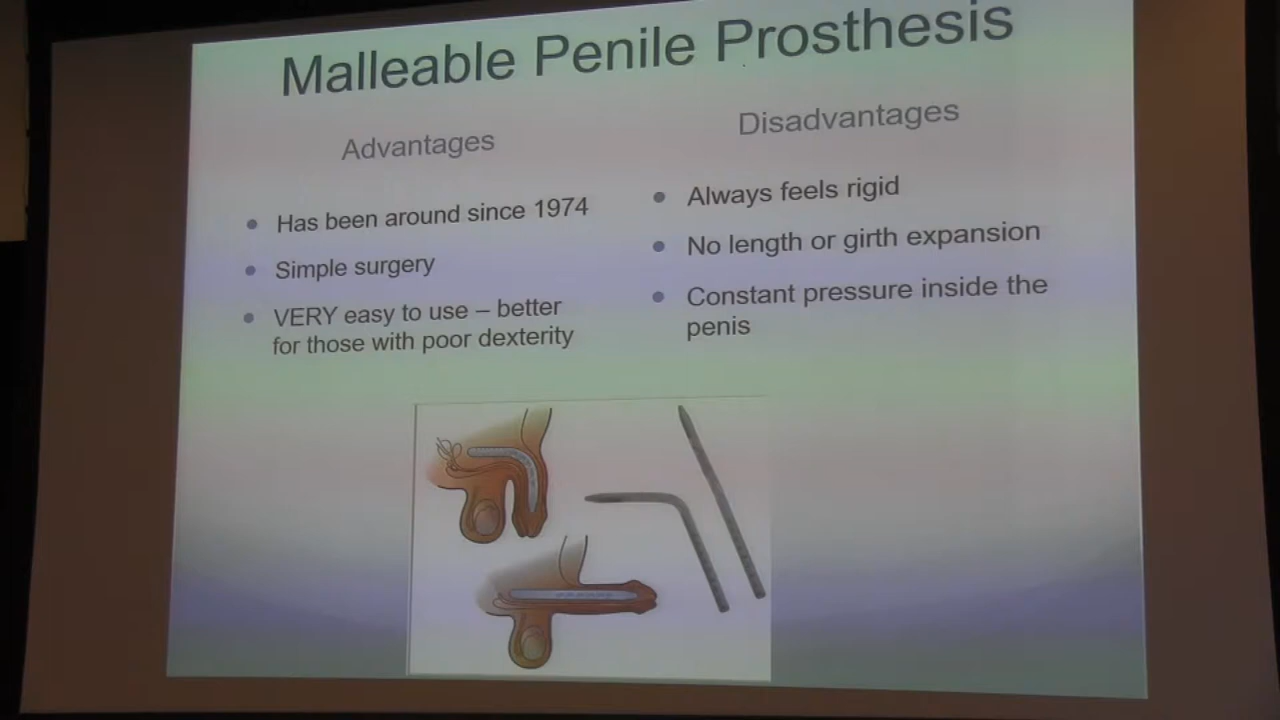 Malleable Penile Prosthesis
Advantages
• Has been around since 1974
• Simple surgery
• VERY easy to use – better
for those with poor dexterity
Disadvantages
• Always feels rigid
• No length or girth expansion
• Constant pressure inside the
penis